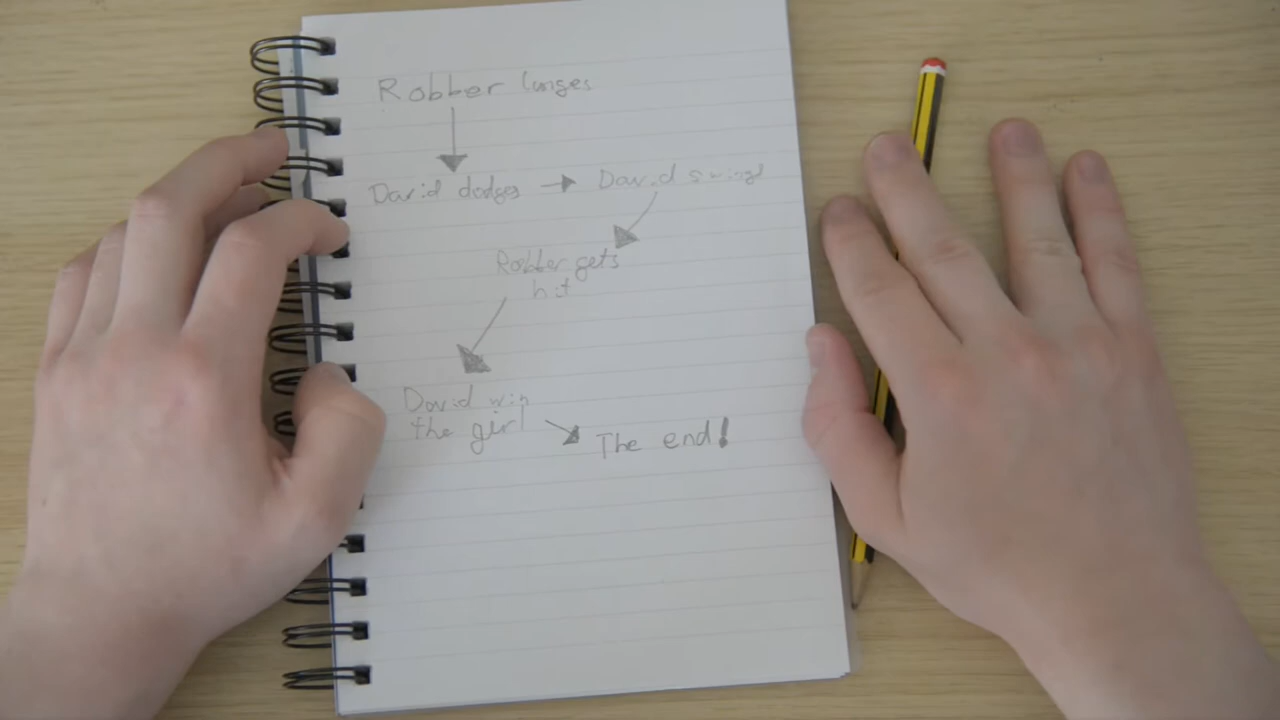 Robber lunges
David dodges → David swings
Robber gets
hit
David win
the girl
The end!